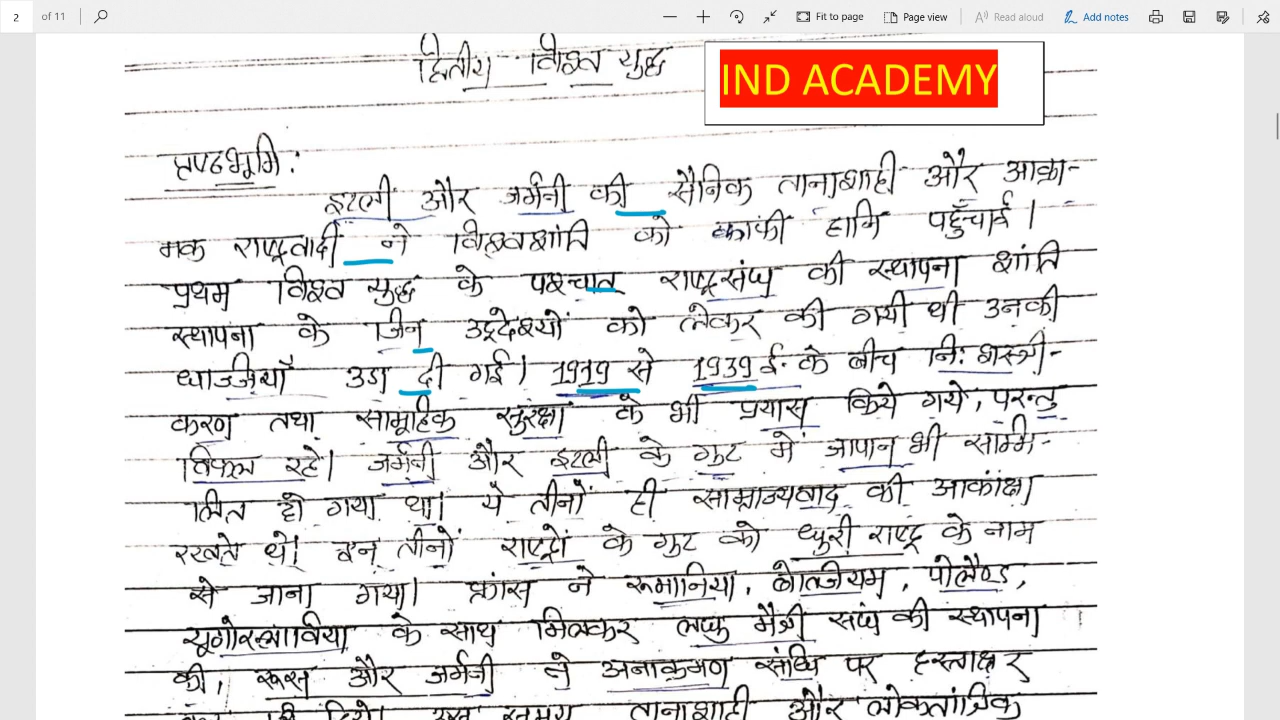 2 of 11
Fit to page
Page view
Read aloud
Add notes
द्वितीय विश्व युद्ध
IND ACADEMY
पृष्ठभूमि:
इटली और जर्मनी की सैनिक तानाशाही और आक्रा-
मक राष्ट्रवादी ने विश्वशांति को काफी हानि पहुँचाई।
प्रथम विश्व युद्ध के पश्चात् राष्ट्रसंघ की स्थापना शांति
स्थापना के जिन उद्देश्यों को लेकर की गयी थी उनकी
धज्जियाँ उडा दी गई। 1919 से 1939 ई. के बीच नि: शस्त्री-
करण तथा सामूहिक सुरक्षा के भी प्रयास किये गये, परन्तु
विफल रहे। जर्मनी और इटली के गुट में जापान भी सम्मि-
लित हो गया था। ये तीनों ही साम्राज्यवाद की आकांक्षा
रखते थे। इन तीनों राष्ट्रों के गुट को धुरी राष्ट्र के नाम
से जाना गया। फ्रांस ने रूमानिया, बेल्जियम, पोलैण्ड,
यूगोस्लाविया के साथ मिलकर लघु मैत्री संघ की स्थापना
की, रूस और जर्मनी ने अनाक्रमण संधि पर हस्ताक्षर
तानाशाही और लोकतांत्रिक